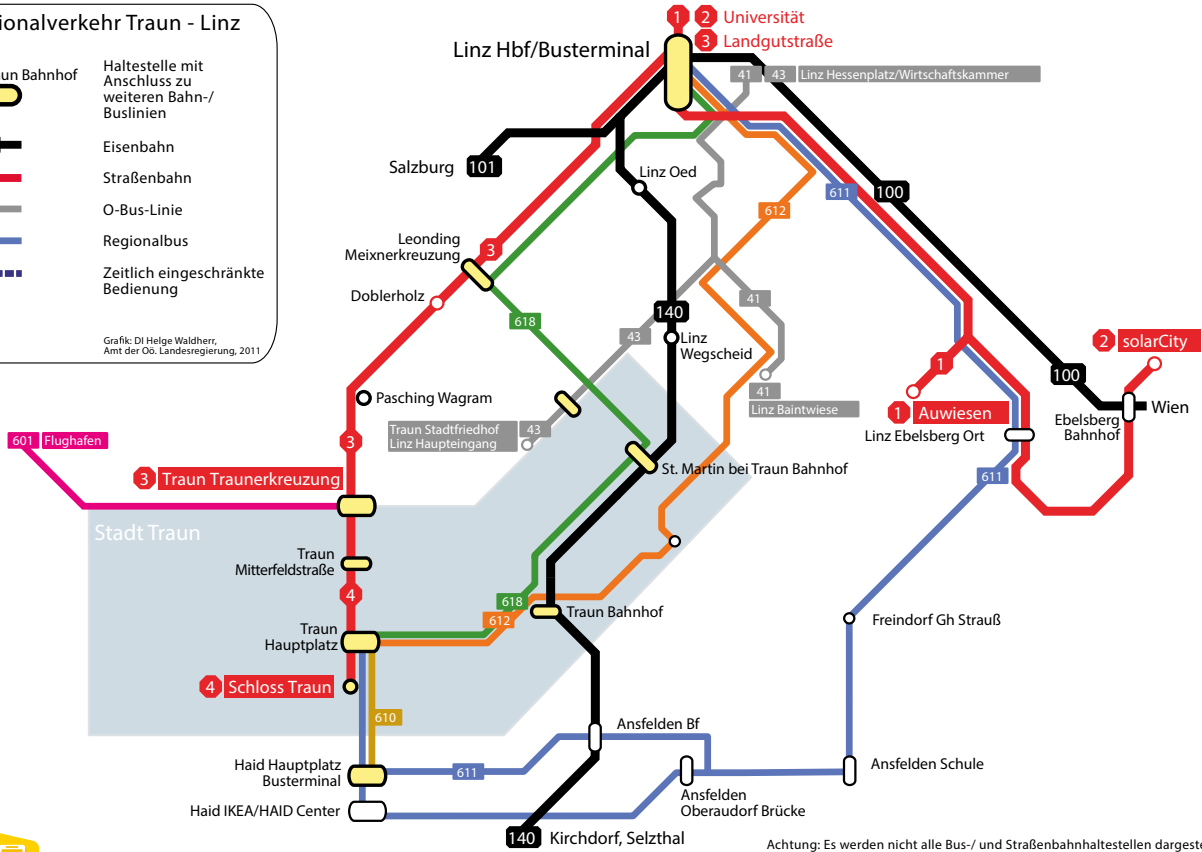 ionalverkehr Traun - Linz
un Bahnhof
Haltestelle mit
Anschluss zu
weiteren Bahn-/
Buslinien
Eisenbahn
Straßenbahn
O-Bus-Linie
Regionalbus
Zeitlich eingeschränkte
Bedienung
Grafik: DI Helge Waldherr,
Amt der Oö. Landesregierung, 2011
1 2 Universität
3 Landgutstraße
Linz Hbf/Busterminal
41 43 Linz Hessenplatz/Wirtschaftskammer
Salzburg 101
Linz Oed
611
100
612
Leonding
Meixnerkreuzung
3
Doblerholz
618
41
140
43
Linz
Wegscheid
2 solarCity
1
100
Pasching Wagram
41
Linz Baintwiese
1 Auwiesen
Wien
Ebelsberg
Bahnhof
Linz Ebelsberg Ort
Traun Stadtfriedhof
Linz Haupteingang
43
3
601 Flughafen
3 Traun Traunerkreuzung
St. Martin bei Traun Bahnhof
611
Stadt Traun
Traun
Mitterfeldstraße
4
618
612
Traun Bahnhof
Traun
Hauptplatz
Freindorf Gh Strauß
4 Schloss Traun
610
Ansfelden Bf
Haid Hauptplatz
Busterminal
611
Ansfelden Schule
Ansfelden
Oberaudorf Brücke
Haid IKEA/HAID Center
140 Kirchdorf, Selzthal
Achtung: Es werden nicht alle Bus-/ und Straßenbahnhaltestellen dargest